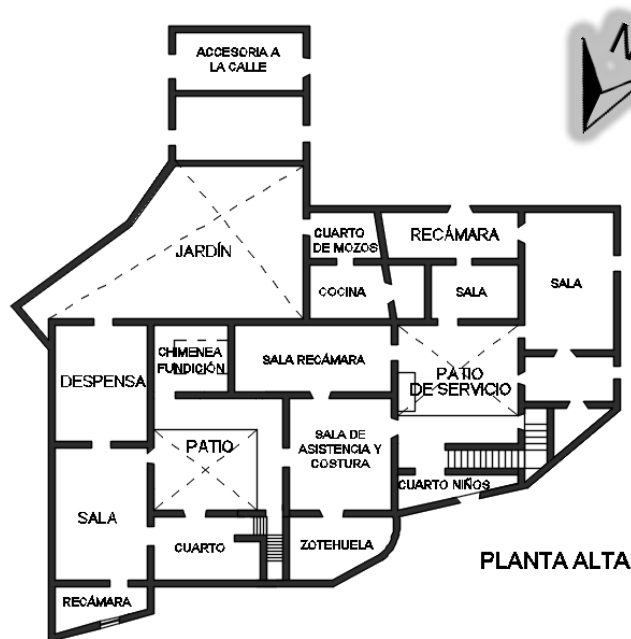 ACCESORIA A
LA CALLE
N
JARDÍN
CUARTO
DE MOZOS
RECÁMARA
COCINA
SALA
SALA
DESPENSA
CHIMENEA
FUNDICIÓN
SALA RECÁMARA
PATIO
DE SERVICIO
SALA DE
ASISTENCIA Y
COSTURA
PATIO
SALA
CUARTO NIÑOS
CUARTO
ZOTEHUELA
PLANTA ALTA
RECÁMARA